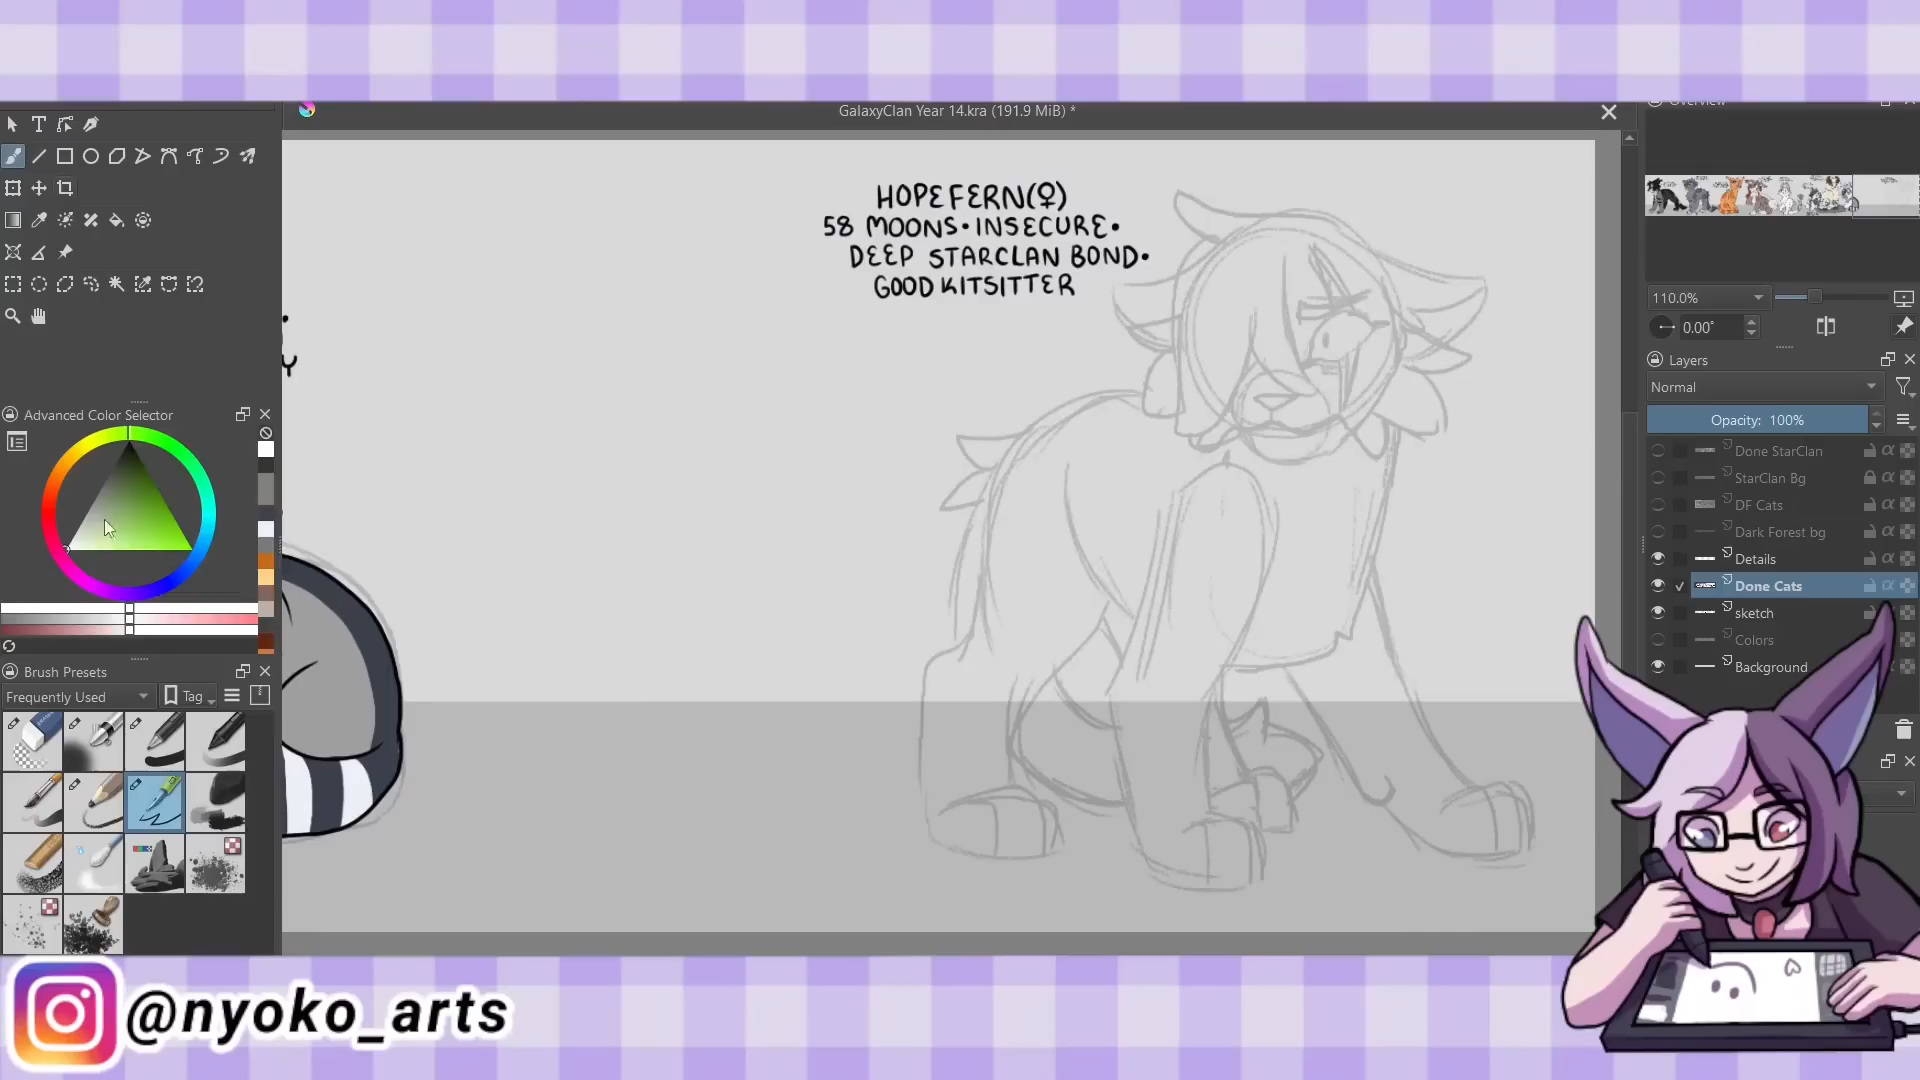 GalaxyClan Year 14.kra (191.9 MiB) *
Overview
HOPEFERN(♀)
58 MOONS • INSECURE •
DEEP STARCLAN BOND •
GOOD KITSITTER
Y
110.0%
0.00°
Layers
Normal
Opacity: 100%
Done StarClan
StarClan Bg
DF Cats
Dark Forest bg
Details
Done Cats
sketch
Colors
Background
Advanced Color Selector
Brush Presets
Frequently Used
Tag
@nyoko_arts